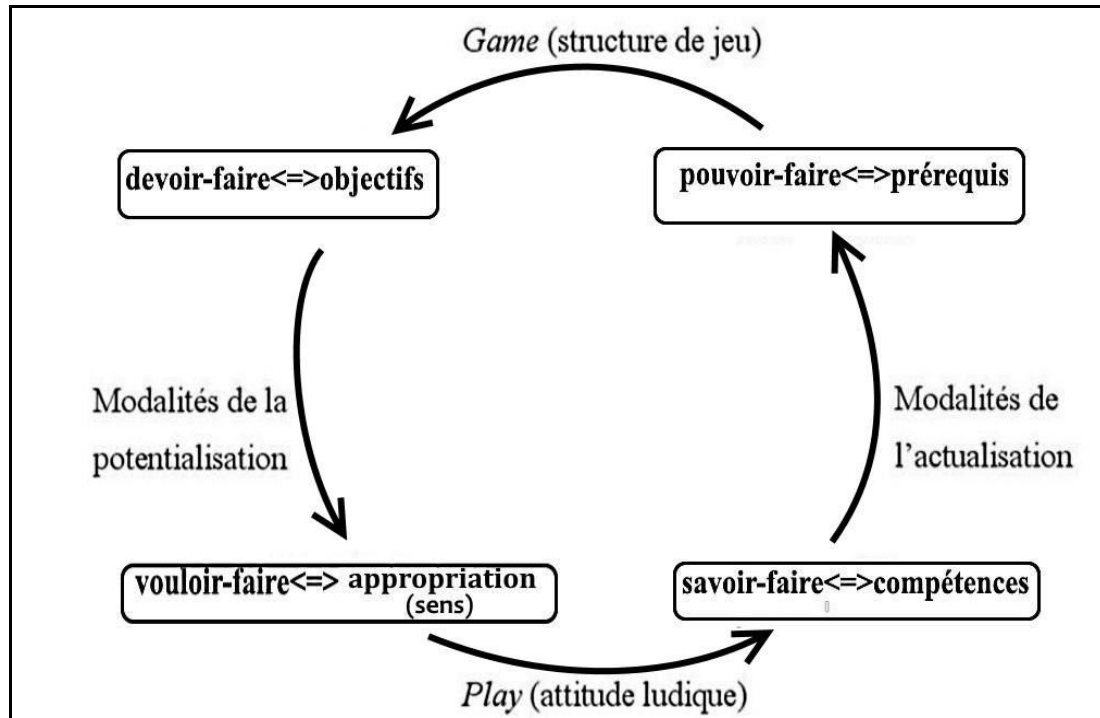 Game (structure de jeu)
devoir-faire<=>objectifs
pouvoir-faire<=>prérequis
Modalités de la
potentialisation
Modalités de
l’actualisation
vouloir-faire<=> appropriation
(sens)
savoir-faire<=>compétences
Play (attitude ludique)